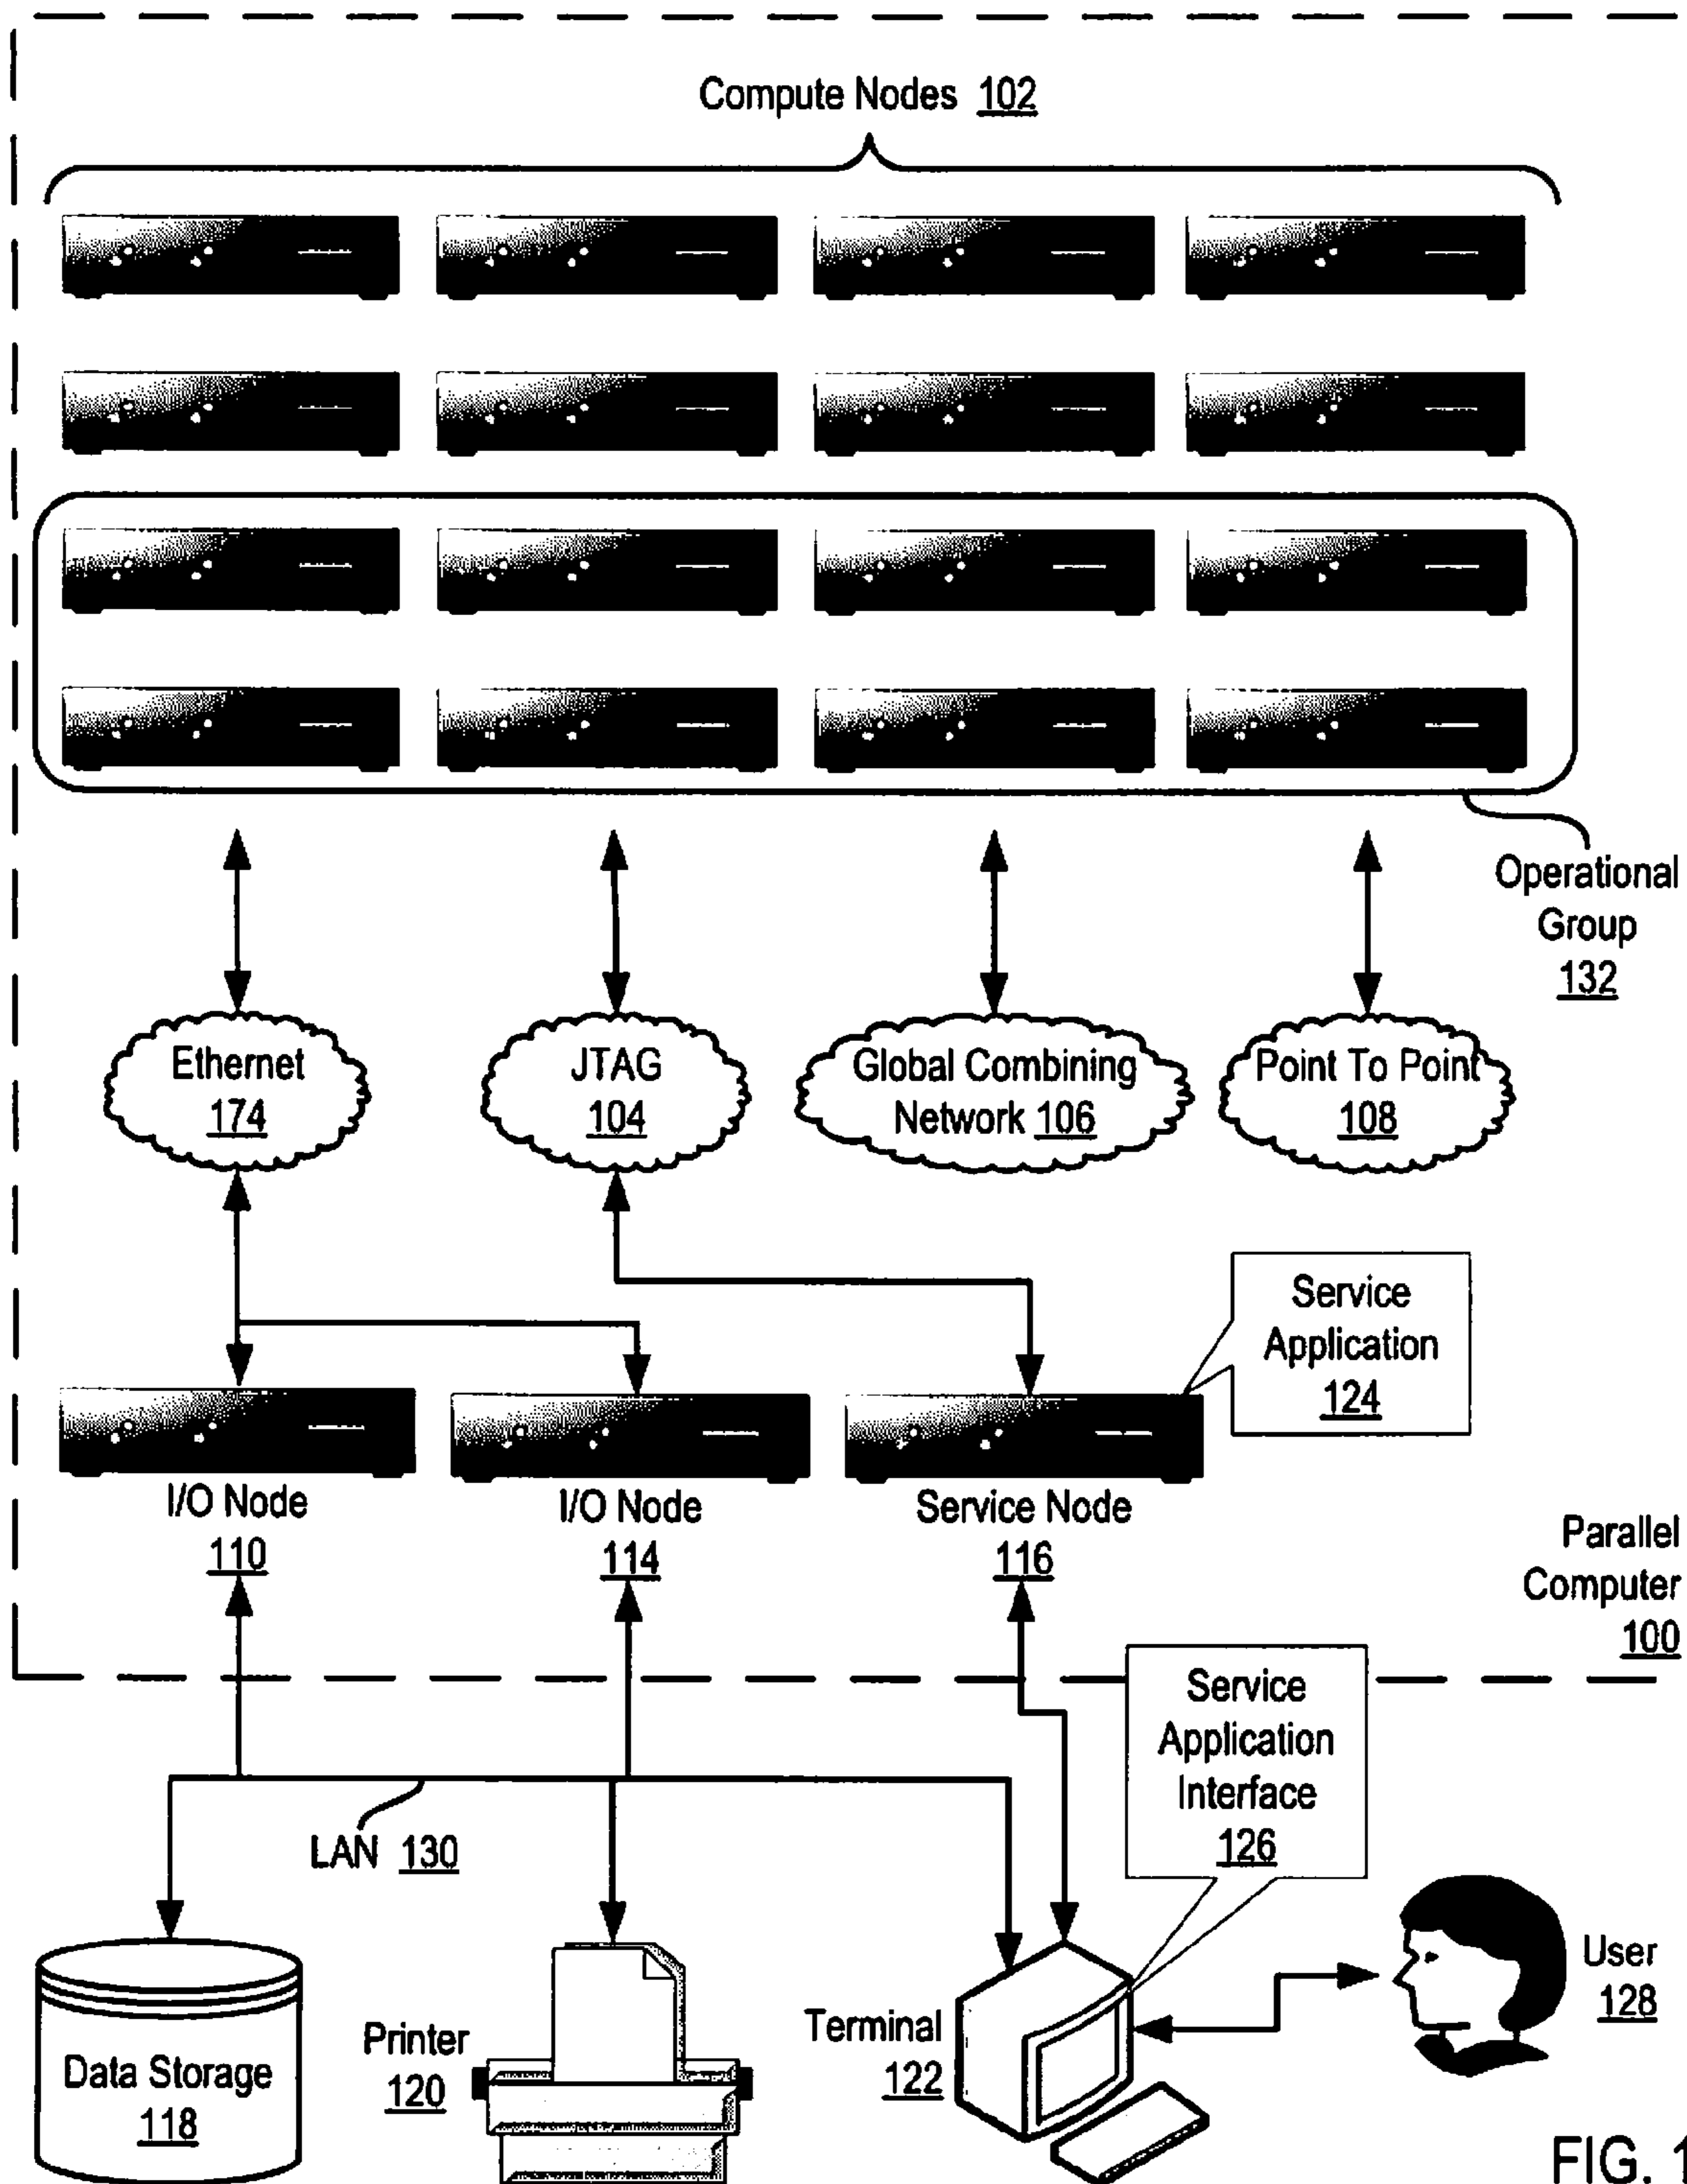 Compute Nodes 102
Operational
Group
132
Ethernet
174
JTAG
104
Global Combining
Network 106
Point To Point
108
Service
Application
124
I/O Node
110
I/O Node
114
Service Node
116
Parallel
Computer
100
Service
Application
Interface
126
LAN 130
Data Storage
118
Printer
120
Terminal
122
User
128
FIG. 1